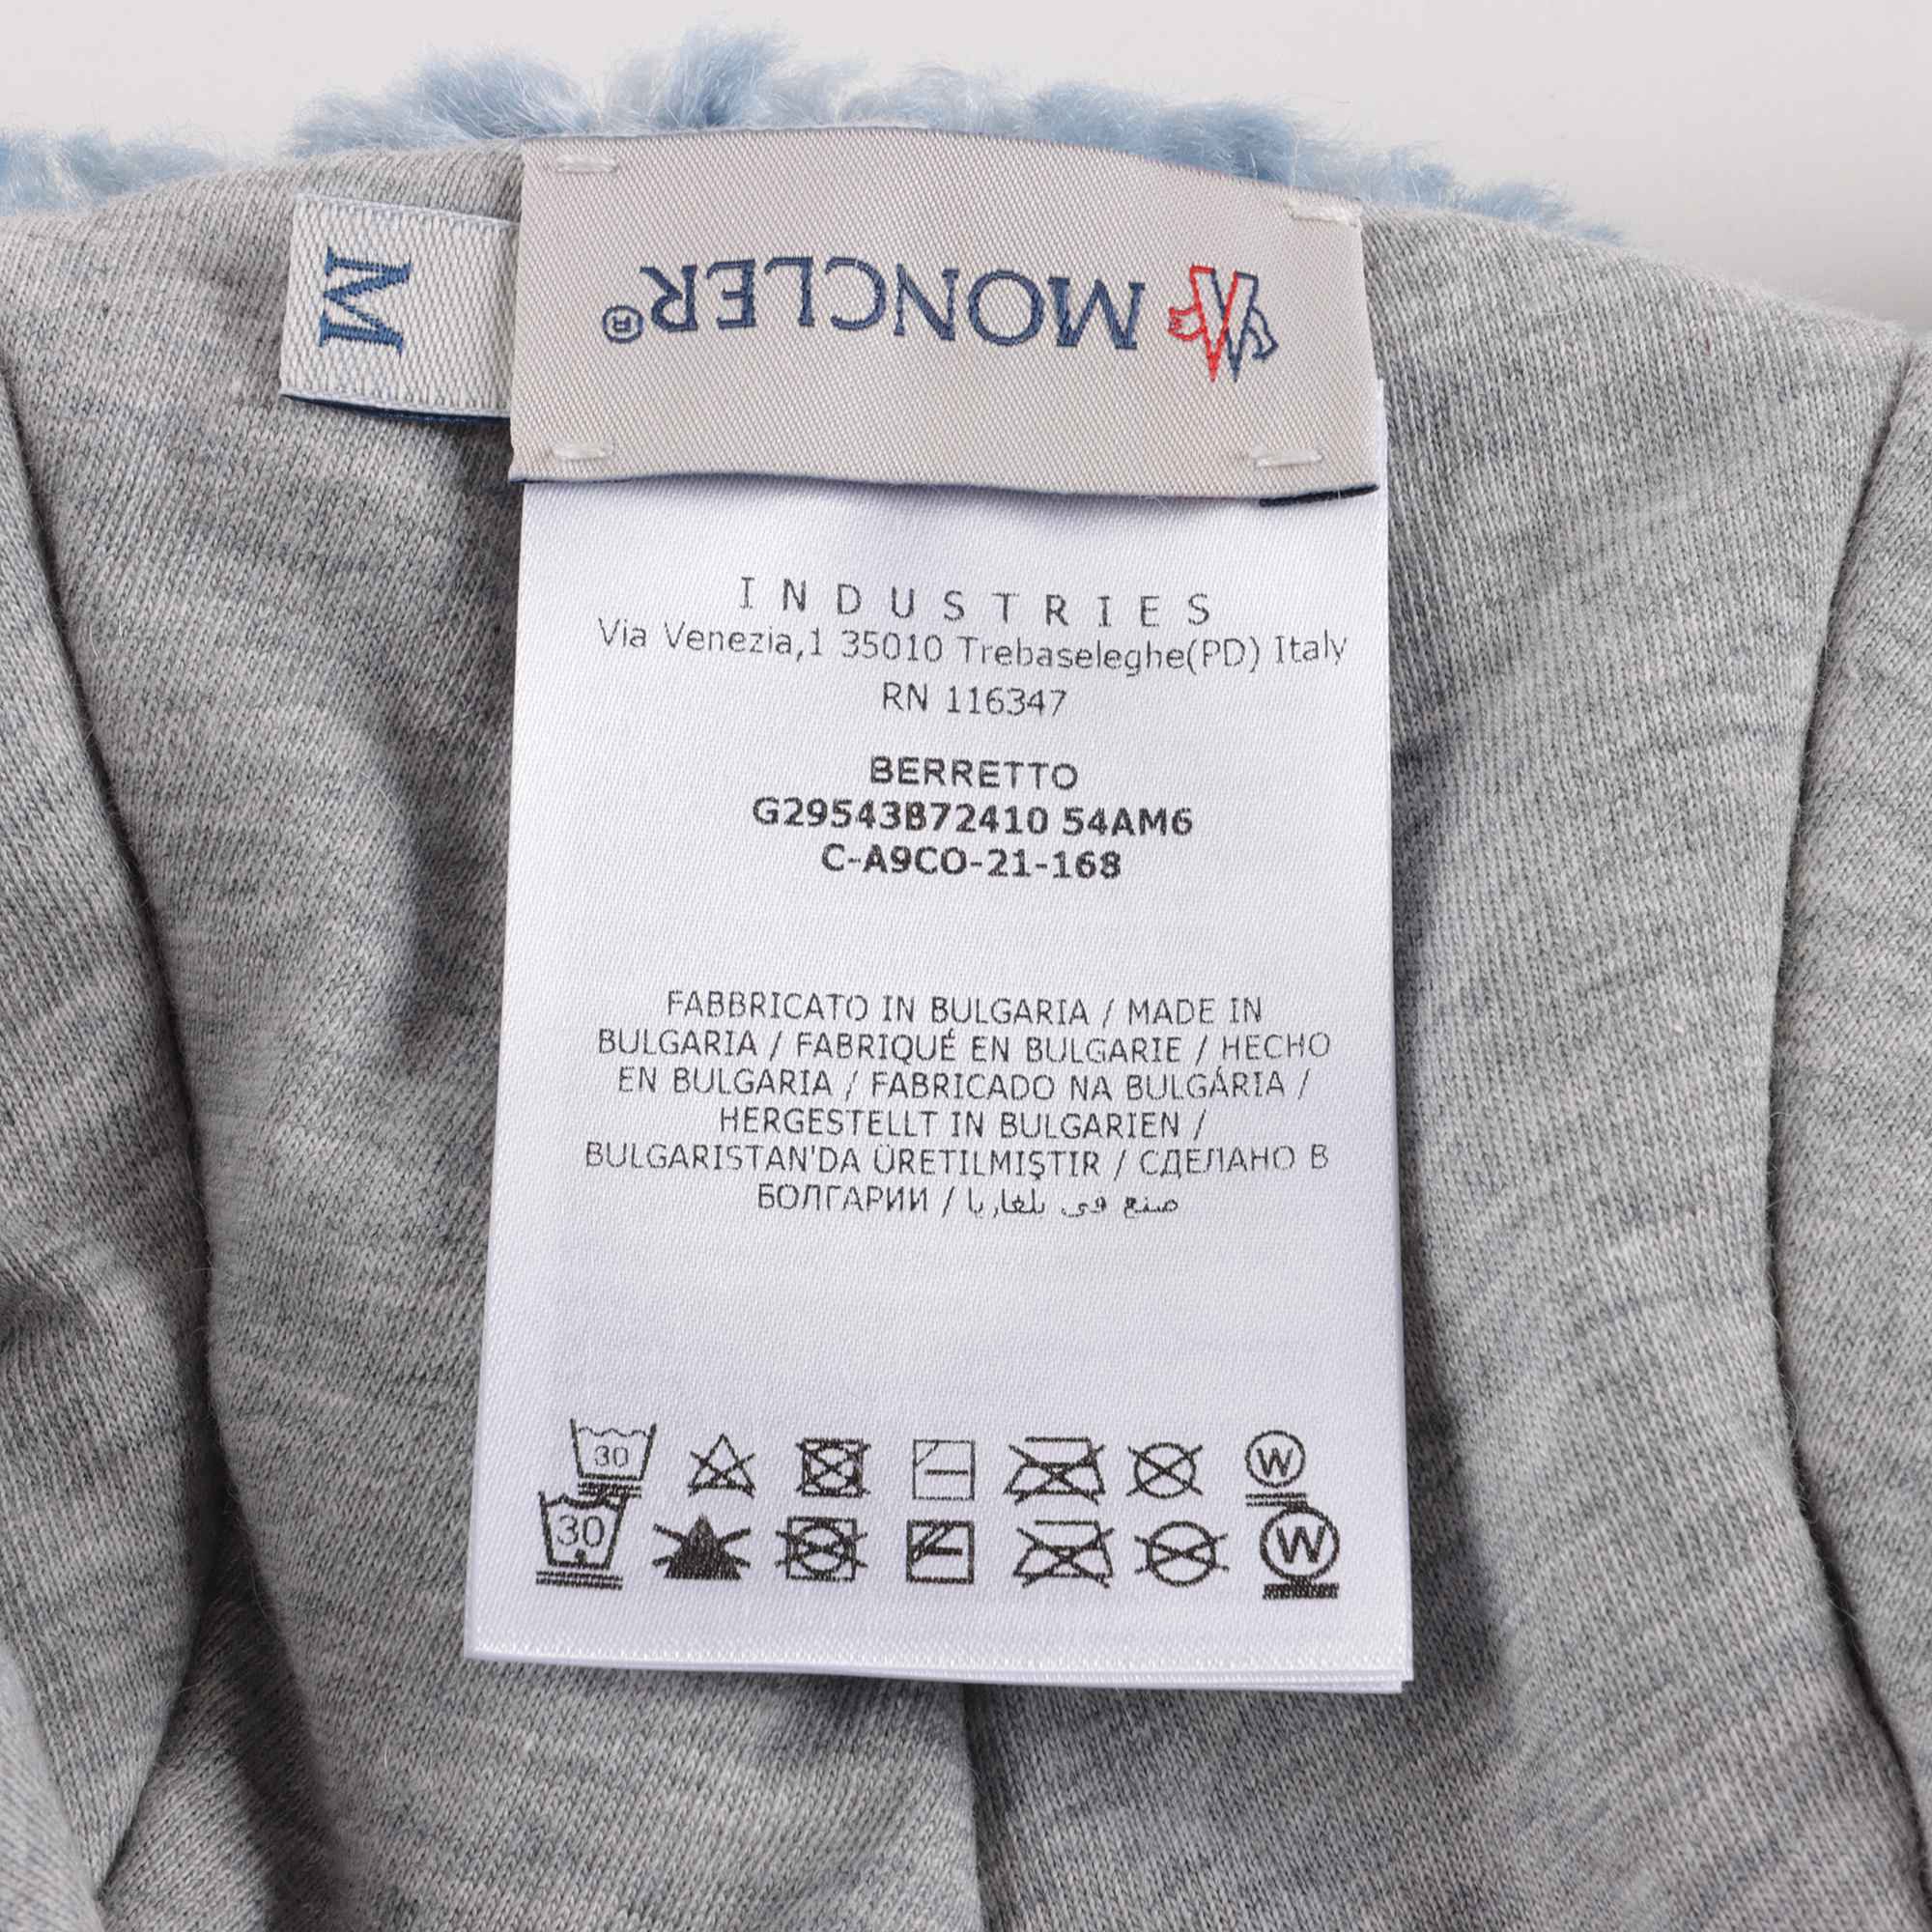 M
MONCLER®
INDUSTRIES
Via Venezia,1 35010 Trebaseleghe(PD) Italy
RN 116347
BERRETTO
G29543B72410 54AM6
C-A9CO-21-168
FABBRICATO IN BULGARIA / MADE IN
BULGARIA / FABRIQUÉ EN BULGARIE / HECHO
EN BULGARIA / FABRICADO NA BULGÁRIA /
HERGESTELLT IN BULGARIEN /
BULGARISTAN'DA ÜRETILMIŞTIR / СДЕЛАНО В
БОЛГАРИИ / صنع في بلغاريا
30 W
30 W